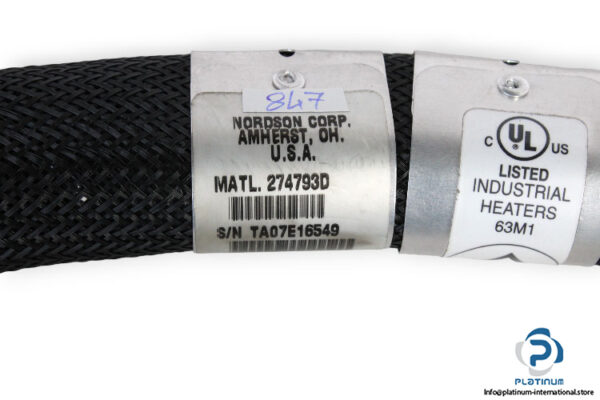 847
NORDSON CORP.
AMHERST, OH.
U.S.A.
MATL. 274793D
S/N TA07E16549
C UL US
LISTED
INDUSTRIAL
HEATERS
63M1
PLATINUM
Info@platinum-international.store